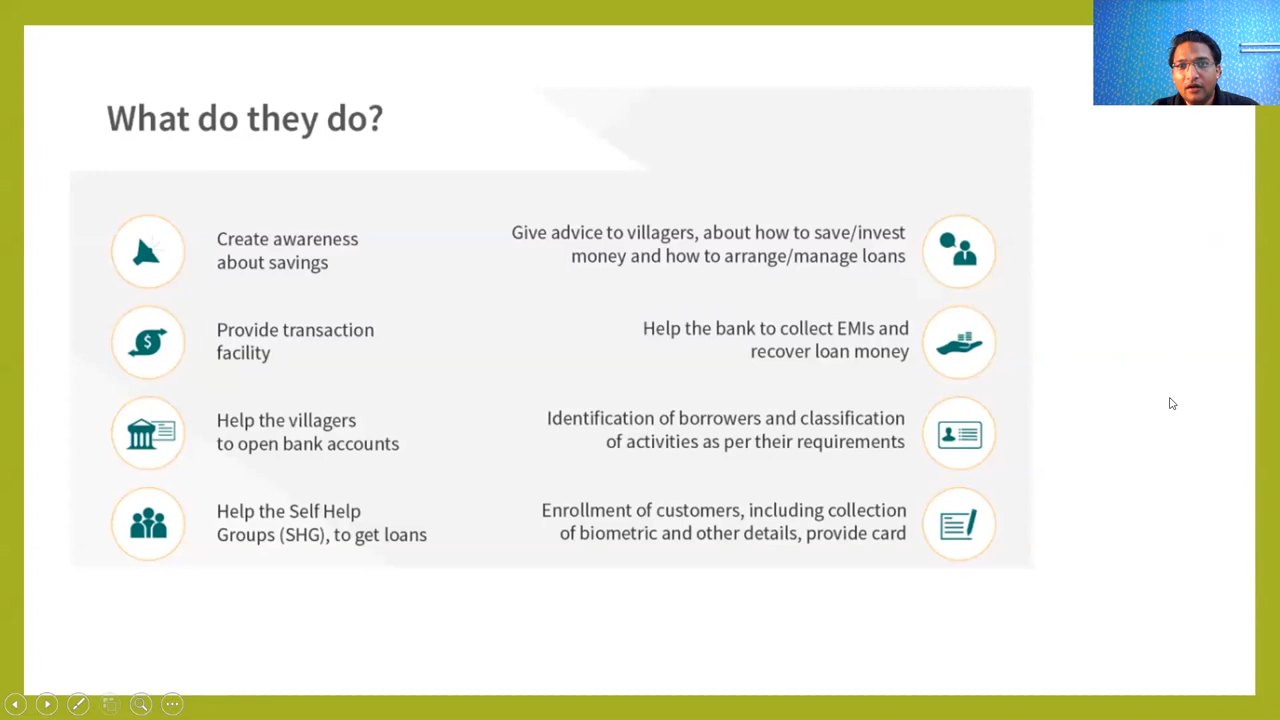 What do they do?
Create awareness
about savings
Provide transaction
facility
Help the villagers
to open bank accounts
Help the Self Help
Groups (SHG), to get loans
Give advice to villagers, about how to save/invest
money and how to arrange/manage loans
Help the bank to collect EMIs and
recover loan money
Identification of borrowers and classification
of activities as per their requirements
Enrollment of customers, including collection
of biometric and other details, provide card